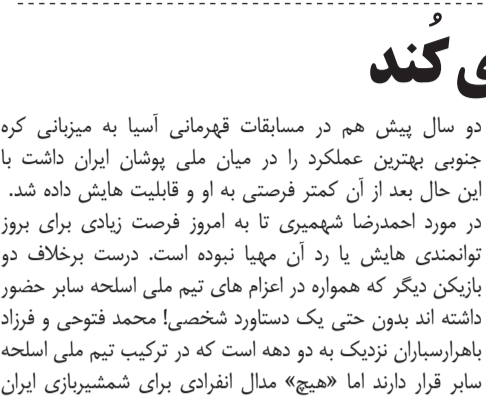 ی کُند
دو سال پیش هم در مسابقات قهرمانی آسیا به میزبانی کره
جنوبی بهترین عملکرد را در میان ملی پوشان ایران داشت با
این حال بعد از آن کمتر فرصتی به او و قابلیت هایش داده شد.
در مورد احمدرضا شهمیری تا به امروز فرصت زیادی برای بروز
توانمندی هایش یا رد آن مهیا نبوده است. درست برخلاف دو
بازیکن دیگر که همواره در اعزام های تیم ملی اسلحه سابر حضور
داشته اند بدون حتی یک دستاورد شخصی! محمد فتوحی و فرزاد
باهرارسباران نزدیک به دو دهه است که در ترکیب تیم ملی اسلحه
سابر قرار دارند اما «هیچ» مدال انفرادی برای شمشیربازی ایران